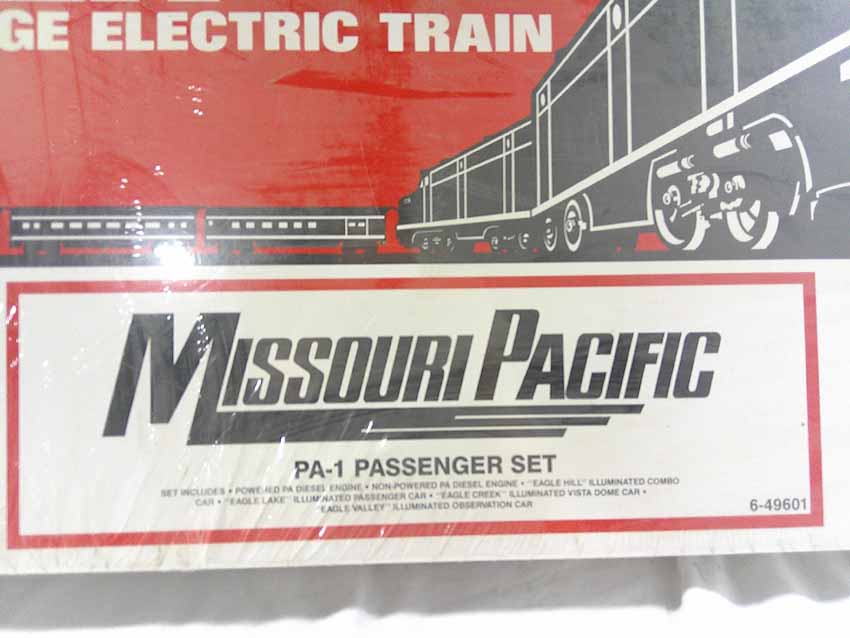 GE ELECTRIC TRAIN
MISSOURI PACIFIC
PA-1 PASSENGER SET
SET INCLUDES • POWERED PA DIESEL ENGINE • NON-POWERED PA DIESEL ENGINE • "EAGLE HILL" ILLUMINATED COMBO
CAR • "EAGLE LAKE" ILLUMINATED PASSENGER CAR • "EAGLE CREEK" ILLUMINATED VISTA DOME CAR •
"EAGLE VALLEY" ILLUMINATED OBSERVATION CAR
6-49601